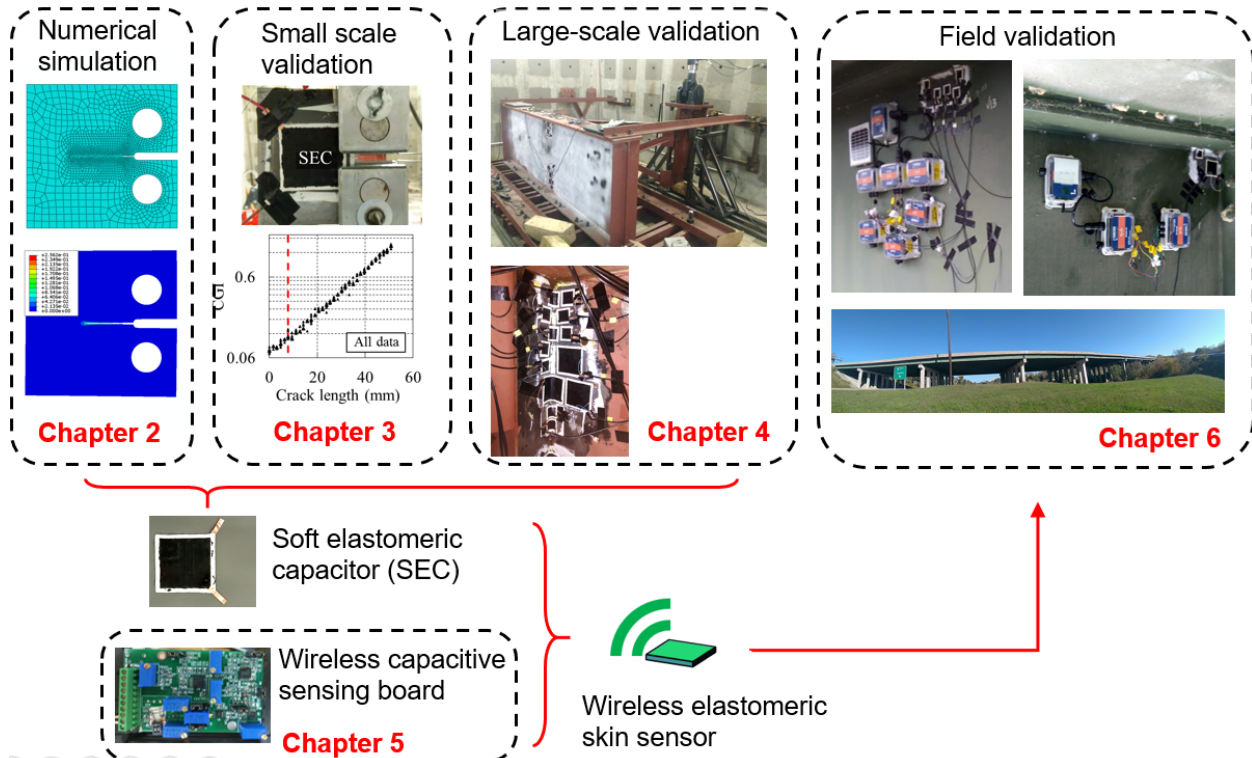 Numerical
simulation
Small scale
validation
Large-scale validation
Field validation
SEC
CGI
0.6
0.06
All data
0 20 40 60
Crack length (mm)
Chapter 2
Chapter 3
Chapter 4
Chapter 6
Soft elastomeric
capacitor (SEC)
Wireless capacitive
sensing board
Chapter 5
Wireless elastomeric
skin sensor